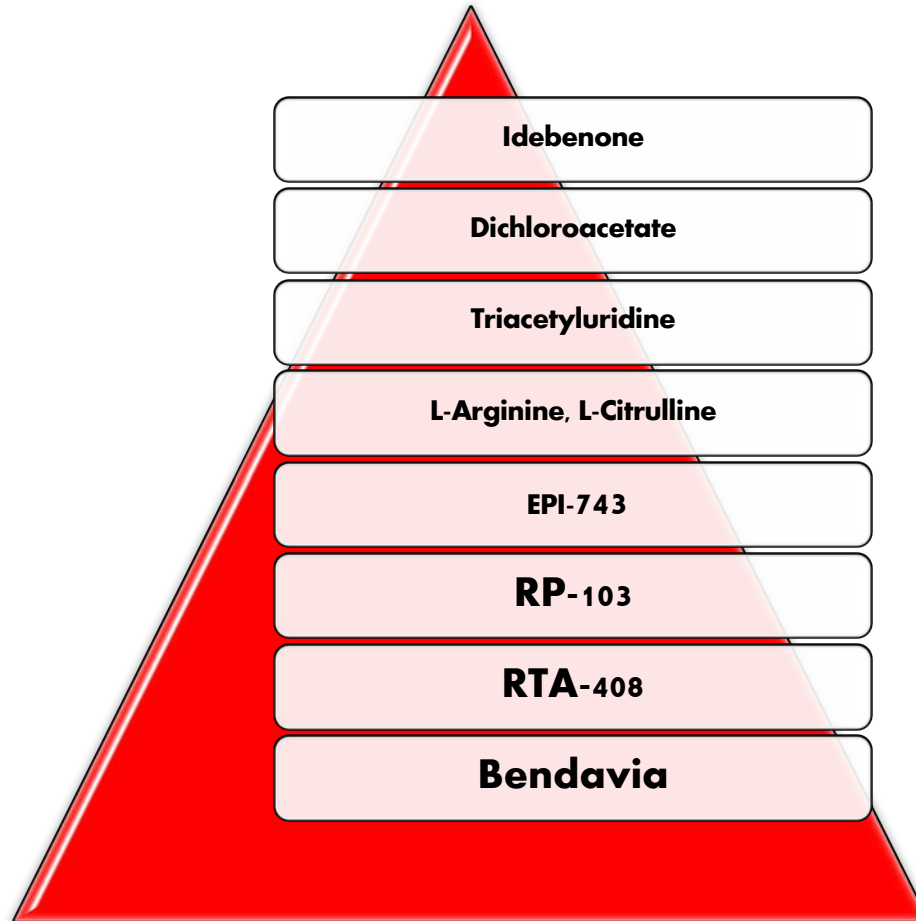 Idebenone
Dichloroacetate
Triacetyluridine
L-Arginine, L-Citrulline
EPI-743
RP-103
RTA-408
Bendavia